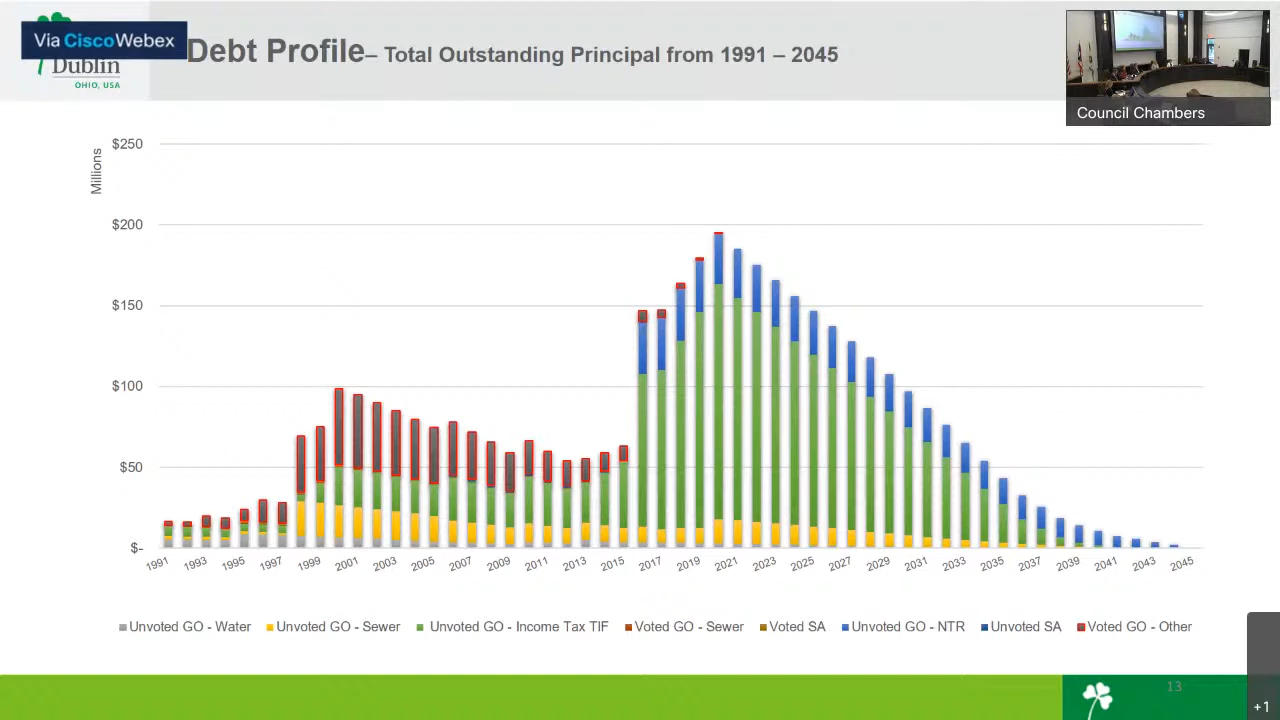 Via Cisco Webex
Dublin
OHIO, USA
Debt Profile– Total Outstanding Principal from 1991 – 2045
Council Chambers
Millions
$250
$200
$150
$100
$50
$-
1991 1993 1995 1997 1999 2001 2003 2005 2007 2009 2011 2013 2015 2017 2019 2021 2023 2025 2027 2029 2031 2033 2035 2037 2039 2041 2043 2045
Unvoted GO - Water Unvoted GO - Sewer Unvoted GO - Income Tax TIF Voted GO - Sewer Voted SA Unvoted GO - NTR Unvoted SA Voted GO - Other
13
+1